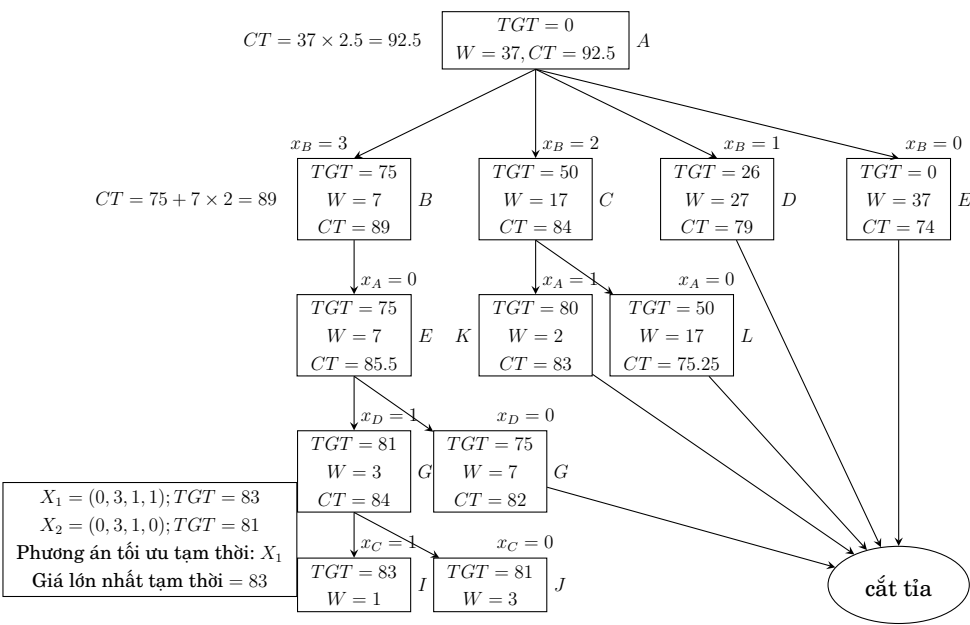 TGT = 0
CT = 37 × 2.5 = 92.5
W = 37, CT = 92.5
A
x_B = 3
x_B = 2
x_B = 1
x_B = 0
TGT = 75
W = 7
CT = 89
B
CT = 75 + 7 × 2 = 89
TGT = 50
W = 17
CT = 84
C
TGT = 26
W = 27
CT = 79
D
TGT = 0
W = 37
CT = 74
E
x_A = 0
x_A = 1
x_A = 0
TGT = 75
W = 7
CT = 85.5
E
K
TGT = 80
W = 2
CT = 83
TGT = 50
W = 17
CT = 75.25
L
x_D = 1
x_D = 0
TGT = 81
W = 3
CT = 84
G
TGT = 75
W = 7
CT = 82
G
X_1 = (0, 3, 1, 1); TGT = 83
X_2 = (0, 3, 1, 0); TGT = 81
Phương án tối ưu tạm thời: X_1
Giá lớn nhất tạm thời = 83
x_C = 1
x_C = 0
TGT = 83
W = 1
I
TGT = 81
W = 3
J
cắt tỉa